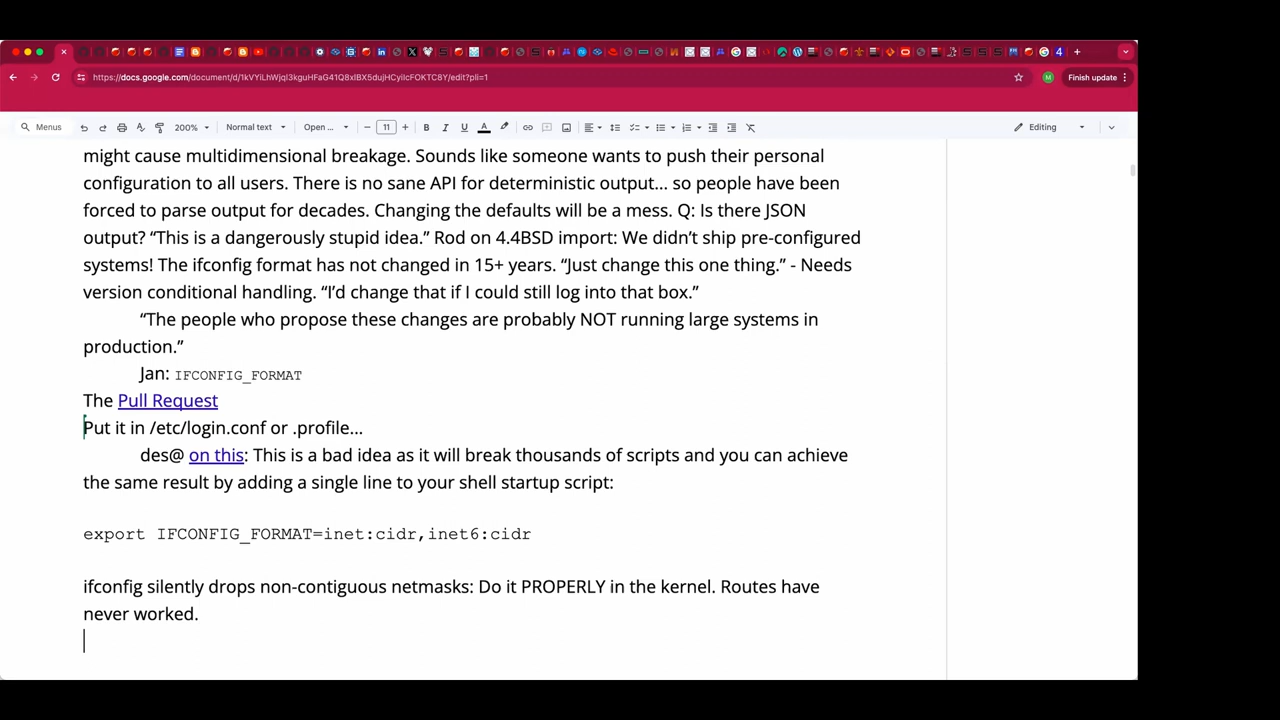 https://docs.google.com/document/d/1kVYiLhWjqI3kguHFaG41Q8xIBX5dujHCyiIcFOKTC8Y/edit?pli=1
M
Finish update
Menus
200%
Normal text
Open ...
11
Editing
might cause multidimensional breakage. Sounds like someone wants to push their personal
configuration to all users. There is no sane API for deterministic output... so people have been
forced to parse output for decades. Changing the defaults will be a mess. Q: Is there JSON
output? “This is a dangerously stupid idea.” Rod on 4.4BSD import: We didn’t ship pre-configured
systems! The ifconfig format has not changed in 15+ years. “Just change this one thing.” - Needs
version conditional handling. “I’d change that if I could still log into that box.”
“The people who propose these changes are probably NOT running large systems in
production.”
Jan: IFCONFIG_FORMAT
The Pull Request
Put it in /etc/login.conf or .profile...
des@ on this: This is a bad idea as it will break thousands of scripts and you can achieve
the same result by adding a single line to your shell startup script:
export IFCONFIG_FORMAT=inet:cidr,inet6:cidr
ifconfig silently drops non-contiguous netmasks: Do it PROPERLY in the kernel. Routes have
never worked.